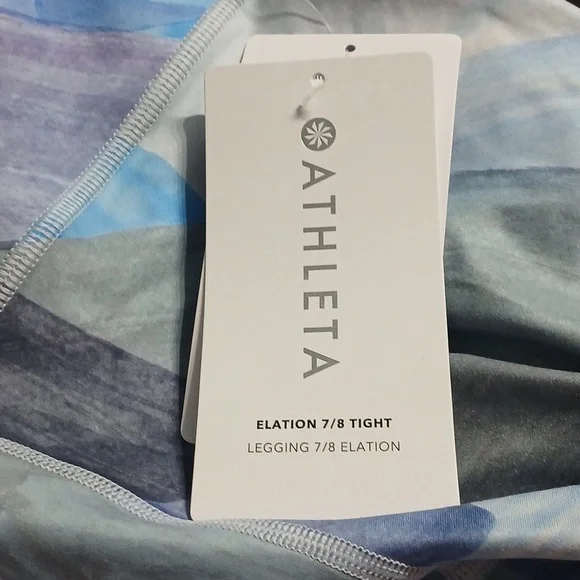 ATHLETA
ELATION 7/8 TIGHT
LEGGING 7/8 ELATION